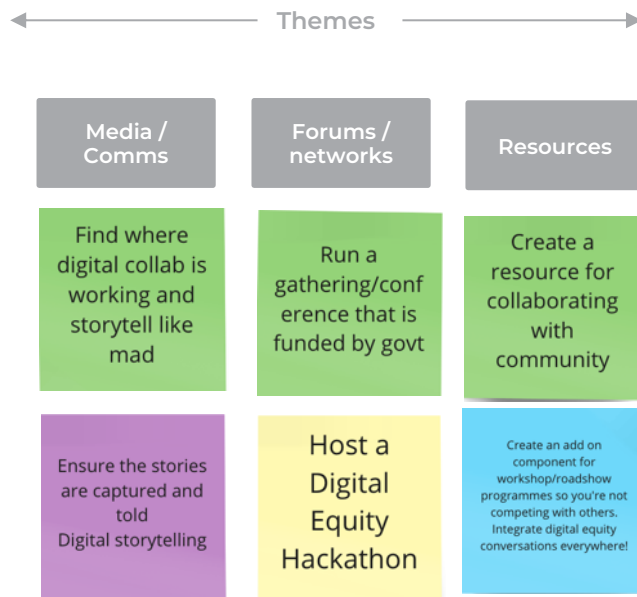 Themes
Media /
Comms
Forums /
networks
Resources
Find where
digital collab is
working and
storytell like
mad
Run a
gathering/conf
erence that is
funded by govt
Create a
resource for
collaborating
with
community
Ensure the stories
are captured and
told
Digital storytelling
Host a
Digital
Equity
Hackathon
Create an add on
component for
workshop/roadshow
programmes so you're not
competing with others.
Integrate digital equity
conversations everywhere!